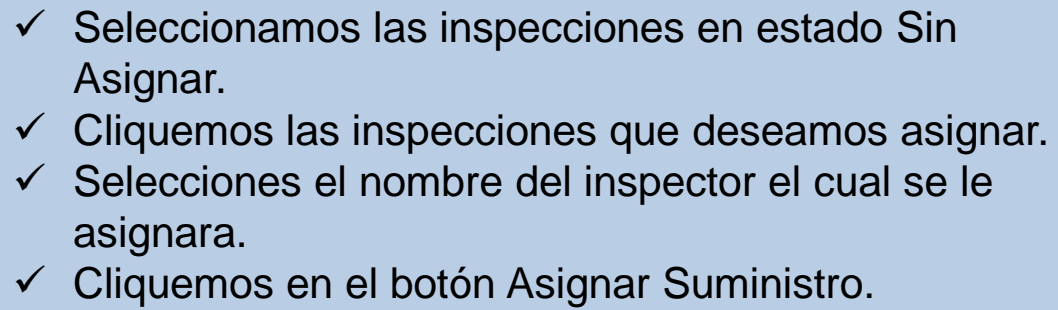 ✓ Seleccionamos las inspecciones en estado Sin
Asignar.
✓ Cliquemos las inspecciones que deseamos asignar.
✓ Selecciones el nombre del inspector el cual se le
asignara.
✓ Cliquemos en el botón Asignar Suministro.